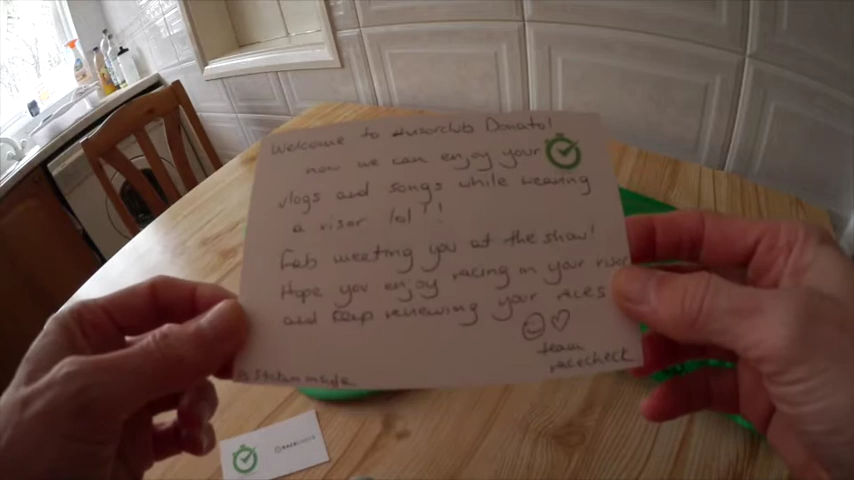 Welcome to #visorclub Donato!
now we can enjoy your
vlogs and songs while wearing
a visor lol!!
Fab meeting you at the show!
Hope you enjoy racing in your visor
and keep reviewing your races
team
racecheck
RACECHECK